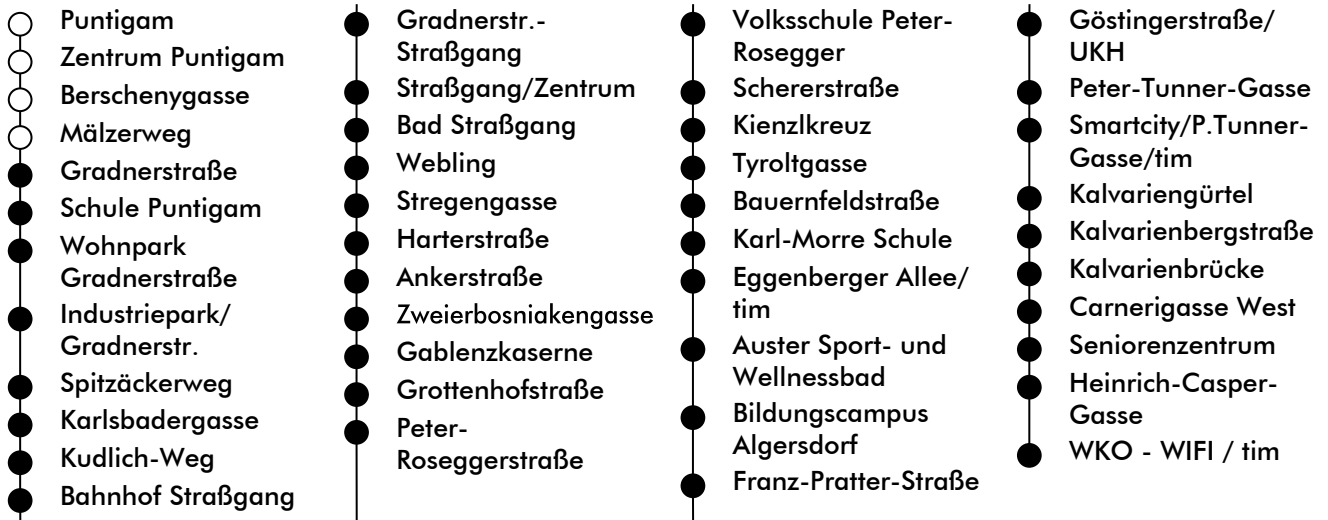 Puntigam
Zentrum Puntigam
Berschenygasse
Mälzerweg
Gradnerstraße
Schule Puntigam
Wohnpark
Gradnerstraße
Industriepark/
Gradnerstr.
Spitzäckerweg
Karlsbadergasse
Kudlich-Weg
Bahnhof Straßgang
Gradnerstr.-
Straßgang
Straßgang/Zentrum
Bad Straßgang
Webling
Stregengasse
Harterstraße
Ankerstraße
Zweierbosniakengasse
Gablenzkaserne
Grottenhofstraße
Peter-
Roseggerstraße
Volksschule Peter-
Rosegger
Schererstraße
Kienzlkreuz
Tyroltgasse
Bauernfeldstraße
Karl-Morre Schule
Eggenberger Allee/
tim
Auster Sport- und
Wellnessbad
Bildungscampus
Algersdorf
Franz-Pratter-Straße
Göstingerstraße/
UKH
Peter-Tunner-Gasse
Smartcity/P.Tunner-
Gasse/tim
Kalvariengürtel
Kalvarienbergstraße
Kalvarienbrücke
Carnerigasse West
Seniorenzentrum
Heinrich-Casper-
Gasse
WKO - WIFI / tim